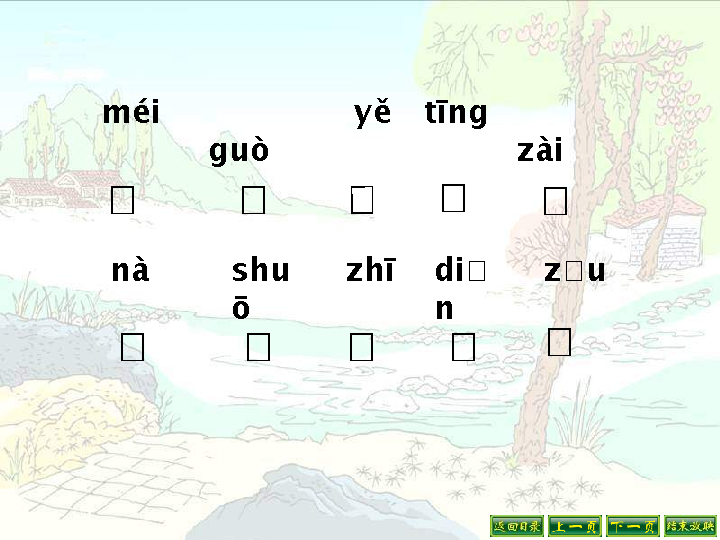 méi yě tīng
guò zài
□ □ □ □ □
nà shu zhī di□ z□u
ō n
□ □ □ □ □
返回目录 上一页 下一页 结束放映